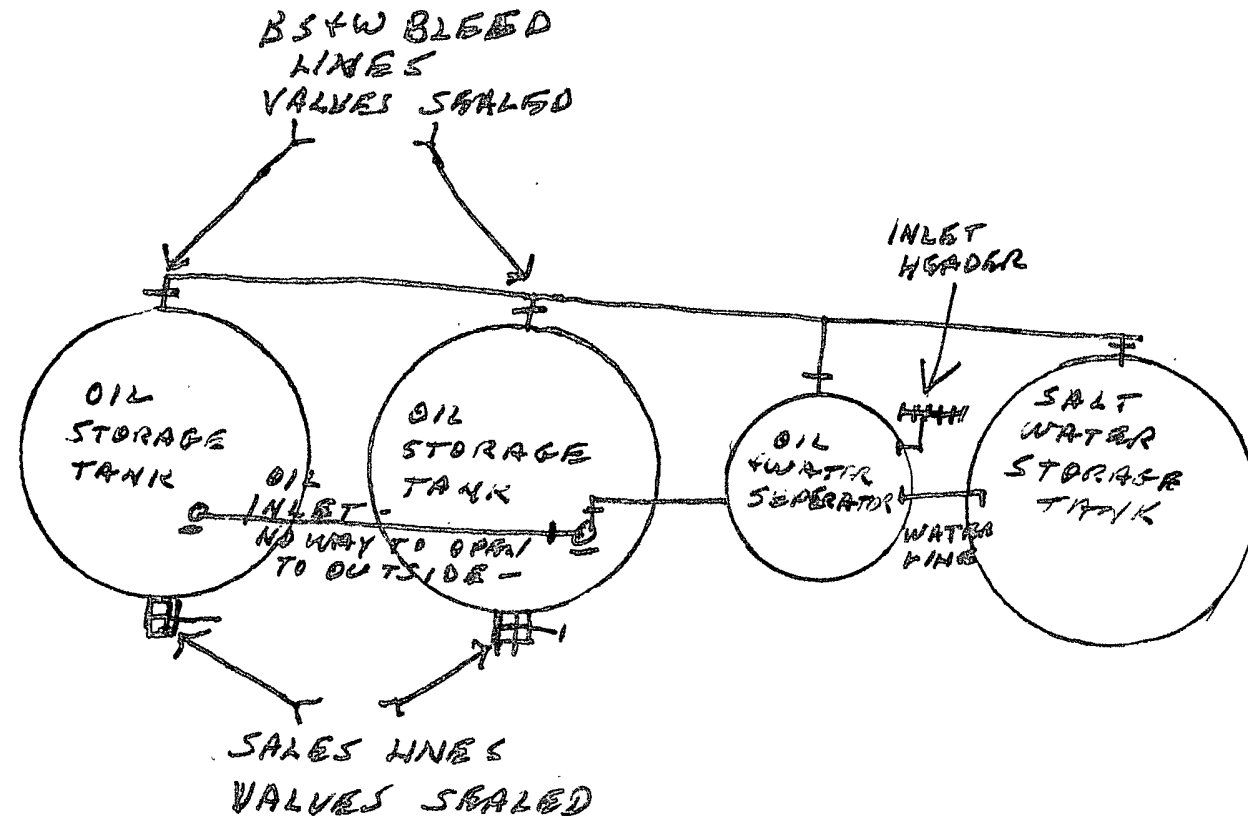 BS+W BLEED
LINES
VALVES SEALED
INLET
HEADER
OIL
STORAGE
TANK
OIL
STORAGE
TANK
OIL
+WATER
SEPERATOR
SALT
WATER
STORAGE
TANK
OIL
INLET -
NO WAY TO OPEN
TO OUTSIDE -
WATER
LINE
SALES LINES
VALVES SEALED